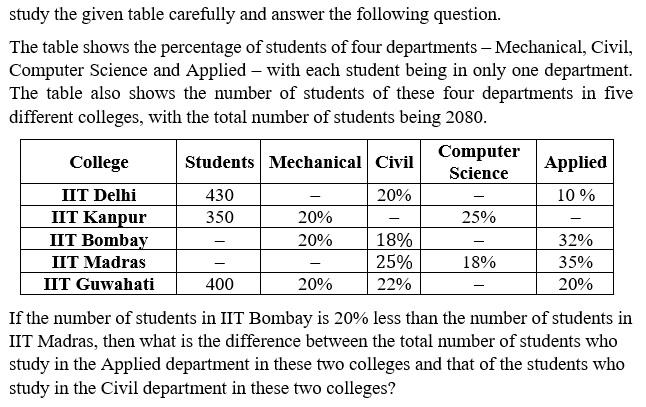 study the given table carefully and answer the following question.
The table shows the percentage of students of four departments – Mechanical, Civil,
Computer Science and Applied – with each student being in only one department.
The table also shows the number of students of these four departments in five
different colleges, with the total number of students being 2080.
College Students Mechanical Civil Computer Science Applied
IIT Delhi 430 – 20% – 10 %
IIT Kanpur 350 20% – 25% –
IIT Bombay – 20% 18% – 32%
IIT Madras – – 25% 18% 35%
IIT Guwahati 400 20% 22% – 20%
If the number of students in IIT Bombay is 20% less than the number of students in
IIT Madras, then what is the difference between the total number of students who
study in the Applied department in these two colleges and that of the students who
study in the Civil department in these two colleges?